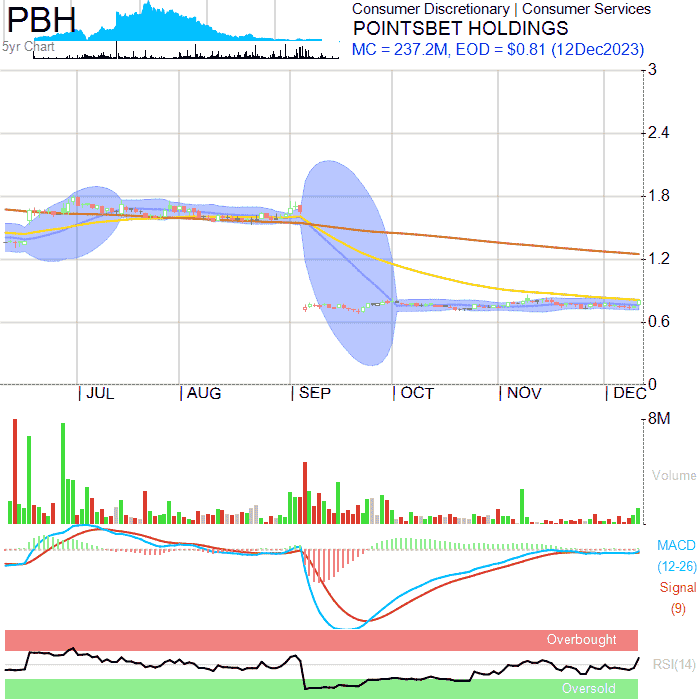 PBH
5yr Chart
Consumer Discretionary | Consumer Services
POINTSBET HOLDINGS
MC = 237.2M, EOD = $0.81 (12Dec2023)
3
2.4
1.8
1.2
0.6
0
JUL AUG SEP OCT NOV DEC
8M
Volume
MACD
(12-26)
Signal
(9)
Overbought
RSI(14)
Oversold